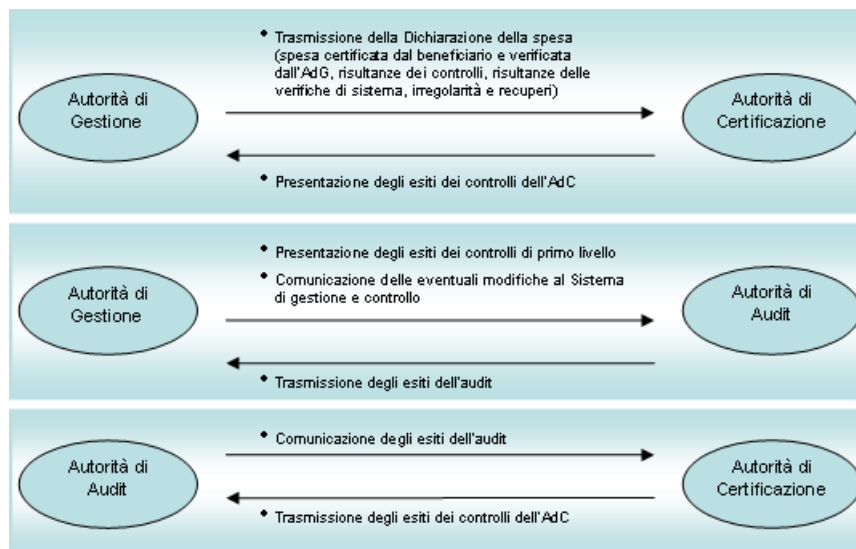 Trasmissione della Dichiarazione della spesa
(spesa certificata dal beneficiario e verificata
dall'AdG, risultanze dei controlli, risultanze delle
verifiche di sistema, irregolarità e recuperi)
Autorità di
Gestione
Autorità di
Certificazione
Presentazione degli esiti dei controlli dell'AdC
Presentazione degli esiti dei controlli di primo livello
Comunicazione delle eventuali modifiche al Sistema
di gestione e controllo
Autorità di
Gestione
Autorità di
Audit
Trasmissione degli esiti dell'audit
Comunicazione degli esiti dell'audit
Autorità di
Audit
Autorità di
Certificazione
Trasmissione degli esiti dei controlli dell'AdC